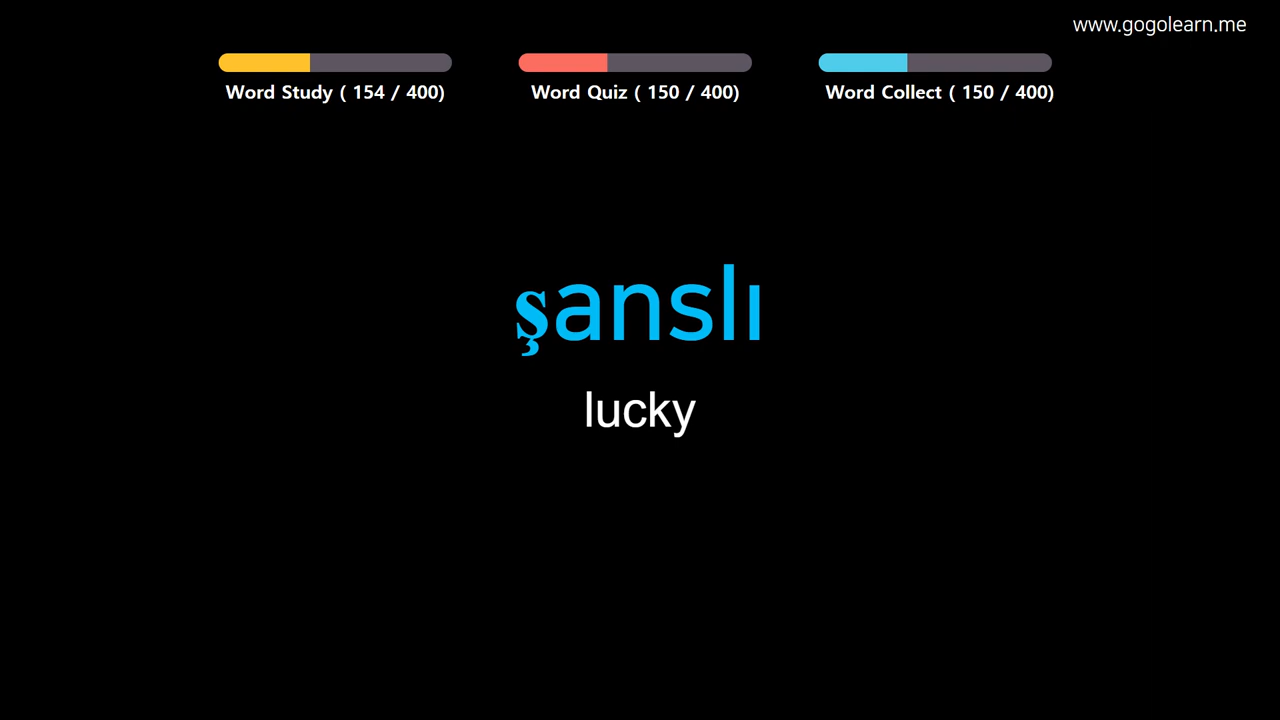 www.gogolearn.me
Word Study ( 154 / 400)
Word Quiz ( 150 / 400)
Word Collect ( 150 / 400)
şanslı
lucky